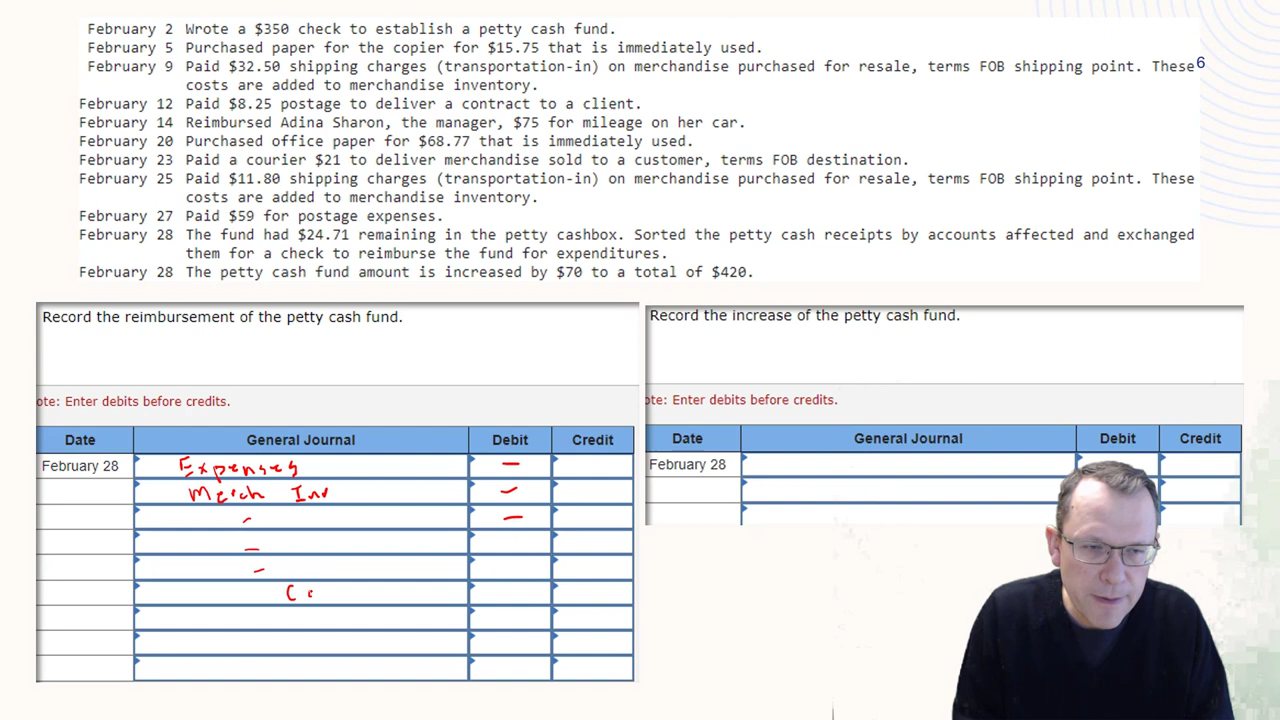 February 2 Wrote a $350 check to establish a petty cash fund.
February 5 Purchased paper for the copier for $15.75 that is immediately used.
February 9 Paid $32.50 shipping charges (transportation-in) on merchandise purchased for resale, terms FOB shipping point. These
6
costs are added to merchandise inventory.
February 12 Paid $8.25 postage to deliver a contract to a client.
February 14 Reimbursed Adina Sharon, the manager, $75 for mileage on her car.
February 20 Purchased office paper for $68.77 that is immediately used.
February 23 Paid a courier $21 to deliver merchandise sold to a customer, terms FOB destination.
February 25 Paid $11.80 shipping charges (transportation-in) on merchandise purchased for resale, terms FOB shipping point. These
costs are added to merchandise inventory.
February 27 Paid $59 for postage expenses.
February 28 The fund had $24.71 remaining in the petty cashbox. Sorted the petty cash receipts by accounts affected and exchanged
them for a check to reimburse the fund for expenditures.
February 28 The petty cash fund amount is increased by $70 to a total of $420.
Record the reimbursement of the petty cash fund.
ote: Enter debits before credits.
Date General Journal Debit Credit
February 28 Expenses –
Merch Inv –
Record the increase of the petty cash fund.
ote: Enter debits before credits.
Date General Journal Debit Credit
February 28